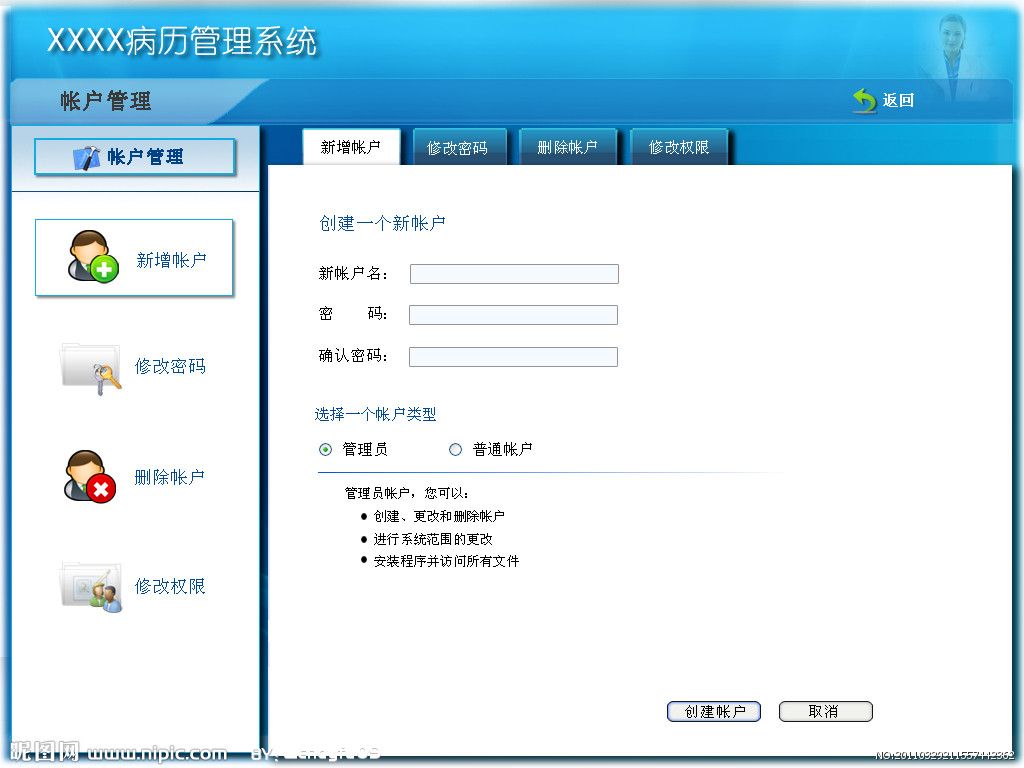 XXXX病历管理系统
帐户管理
返回
帐户管理
新增帐户 修改密码 删除帐户 修改权限
新增帐户
修改密码
删除帐户
修改权限
创建一个新帐户
新帐户名:
密 码:
确认密码:
选择一个帐户类型
管理员 普通帐户
管理员帐户，您可以:
● 创建、更改和删除帐户
● 进行系统范围的更改
● 安装程序并访问所有文件
创建帐户 取消
昵图网 www.nipic.com
NO:20110329211557442362